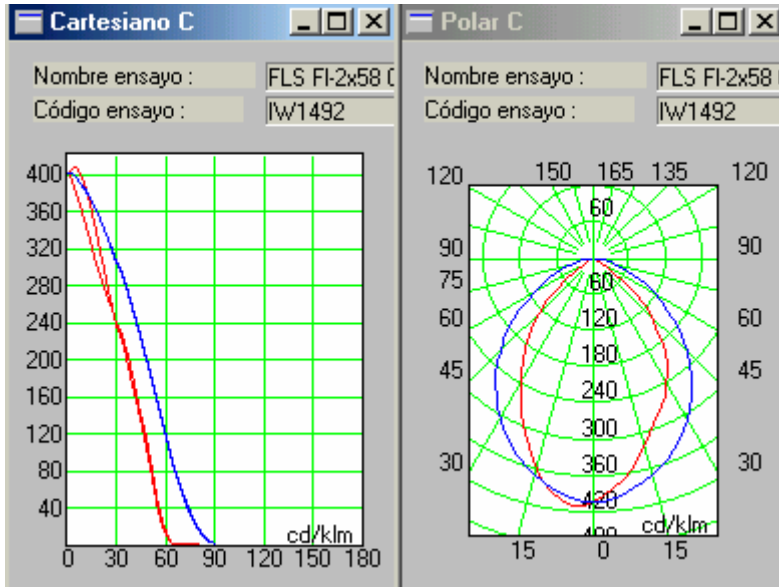 Cartesiano C
Nombre ensayo :
FLS FI-2x58
Código ensayo :
IW1492
400
360
320
280
240
200
160
120
80
40
cd/klm
0 30 60 90 120 150 180
Polar C
Nombre ensayo :
FLS FI-2x58
Código ensayo :
IW1492
120 150 165 135 120
60
90 90
75
60
60 60
120
180
45 45
240
300
30 30
360
420
cd/klm
15 0 15